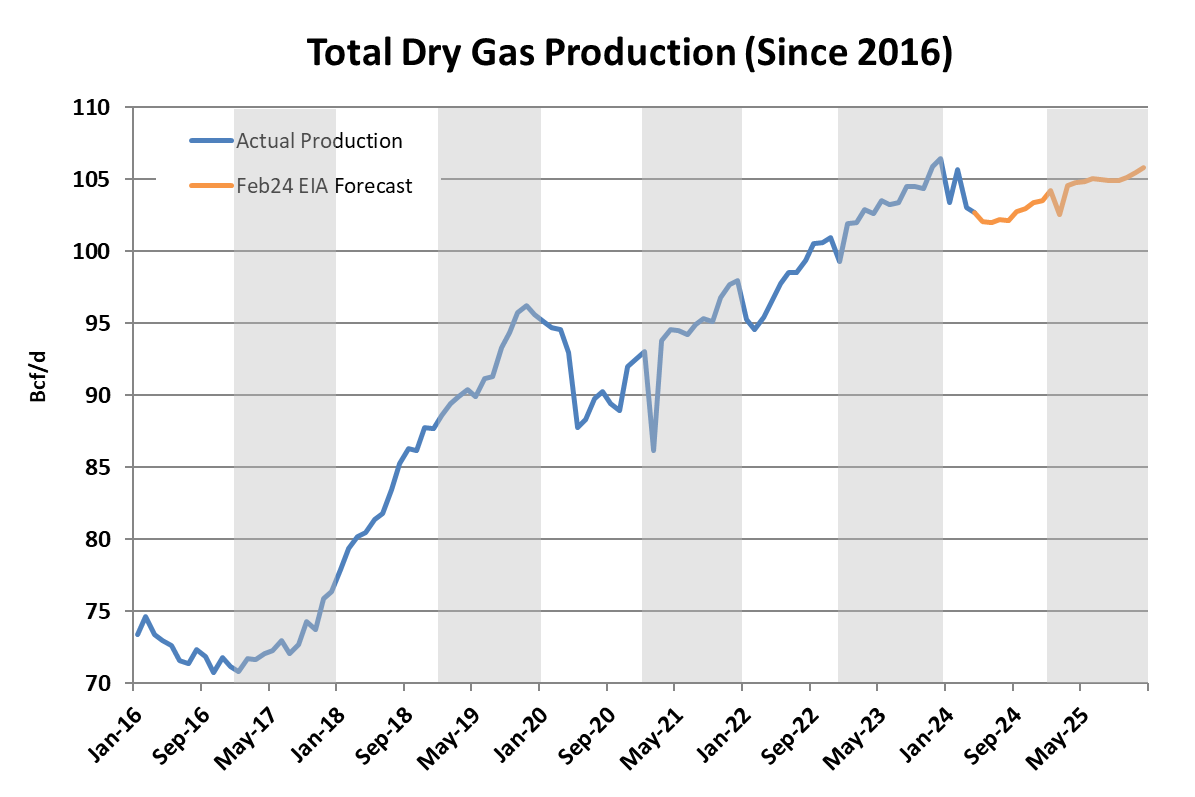 Total Dry Gas Production (Since 2016)
110
105
100
95
90
85
80
75
70
Bcf/d
Actual Production
Feb24 EIA Forecast
Jan-16
Sep-16
May-17
Jan-18
Sep-18
May-19
Jan-20
Sep-20
May-21
Jan-22
Sep-22
May-23
Jan-24
Sep-24
May-25